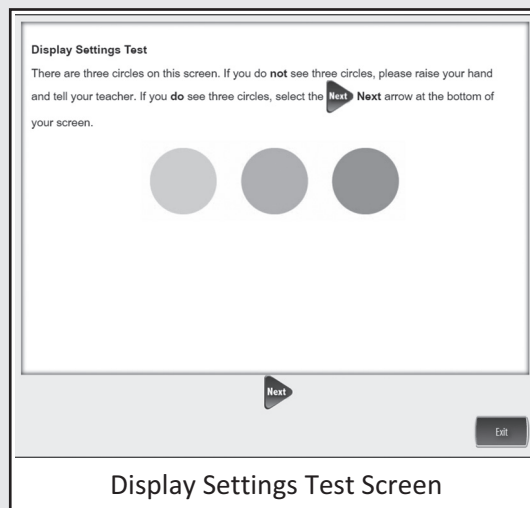 Display Settings Test
There are three circles on this screen. If you do not see three circles, please raise your hand
and tell your teacher. If you do see three circles, select the Next Next arrow at the bottom of
your screen.
Next
Exit
Display Settings Test Screen